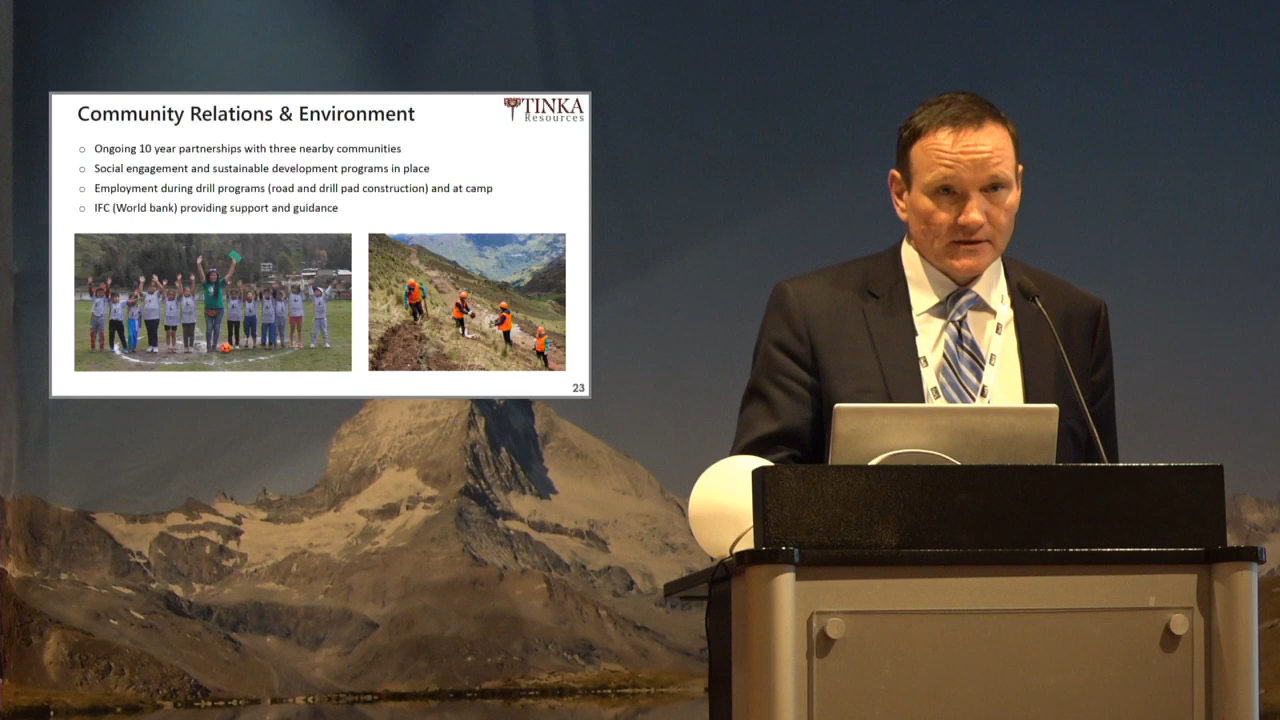 Community Relations & Environment
TINKA
Resources
Ongoing 10 year partnerships with three nearby communities
Social engagement and sustainable development programs in place
Employment during drill programs (road and drill pad construction) and at camp
IFC (World bank) providing support and guidance
23